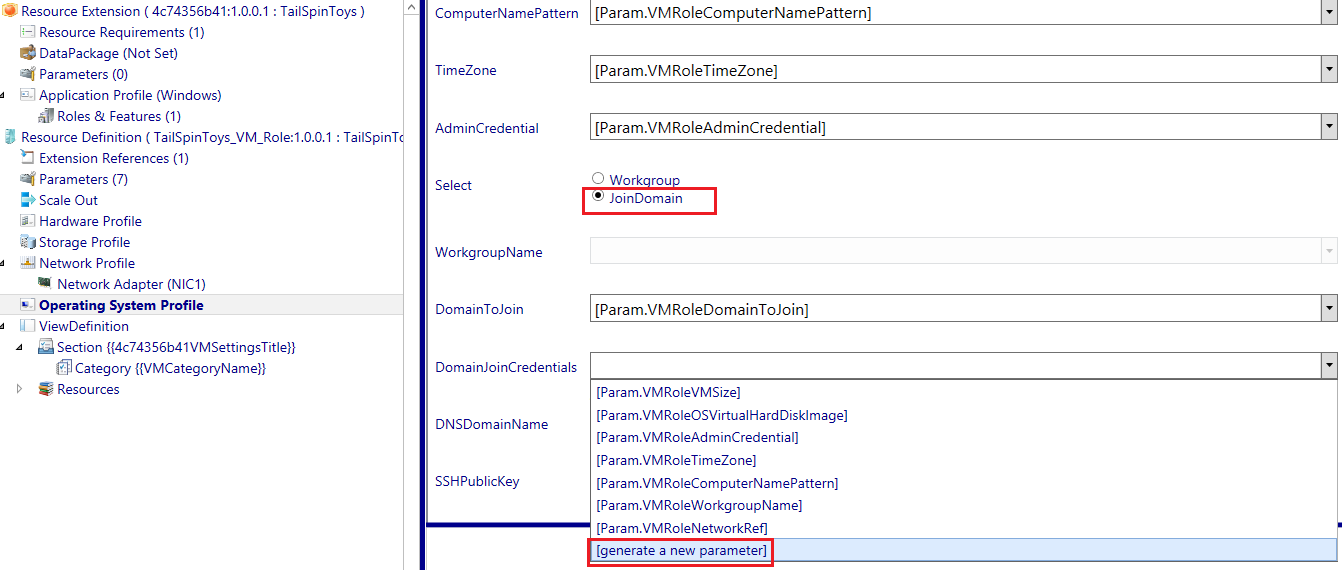 Resource Extension ( 4c74356b41:1.0.0.1 : TailSpinToys )
Resource Requirements (1)
DataPackage (Not Set)
Parameters (0)
Application Profile (Windows)
Roles & Features (1)
Resource Definition ( TailSpinToys_VM_Role:1.0.0.1 : TailSpinTo
Extension References (1)
Parameters (7)
Scale Out
Hardware Profile
Storage Profile
Network Profile
Network Adapter (NIC1)
Operating System Profile
ViewDefinition
Section {{4c74356b41VMSettingsTitle}}
Category {{VMCategoryName}}
Resources
ComputerNamePattern [Param.VMRoleComputerNamePattern]
TimeZone [Param.VMRoleTimeZone]
AdminCredential [Param.VMRoleAdminCredential]
Select Workgroup
JoinDomain
WorkgroupName
DomainToJoin [Param.VMRoleDomainToJoin]
DomainJoinCredentials
[Param.VMRoleVMSize]
[Param.VMRoleOSVirtualHardDiskImage]
DNSDomainName
[Param.VMRoleAdminCredential]
[Param.VMRoleTimeZone]
SSHPublicKey
[Param.VMRoleComputerNamePattern]
[Param.VMRoleWorkgroupName]
[Param.VMRoleNetworkRef]
[generate a new parameter]